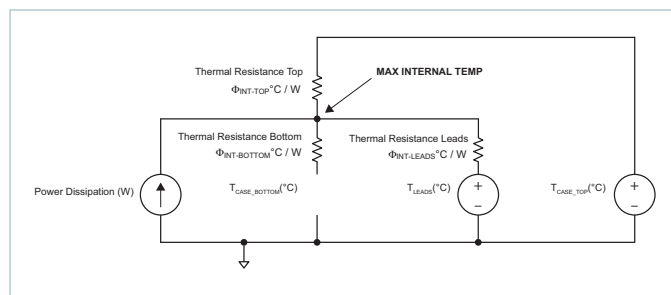 Thermal Resistance Top
ΦINT-TOP°C / W
MAX INTERNAL TEMP
Thermal Resistance Bottom
ΦINT-BOTTOM°C / W
Thermal Resistance Leads
ΦINT-LEADS°C / W
Power Dissipation (W)
TCASE_BOTTOM(°C)
TLEADS(°C)
TCASE_TOP(°C)
+
–
+
–